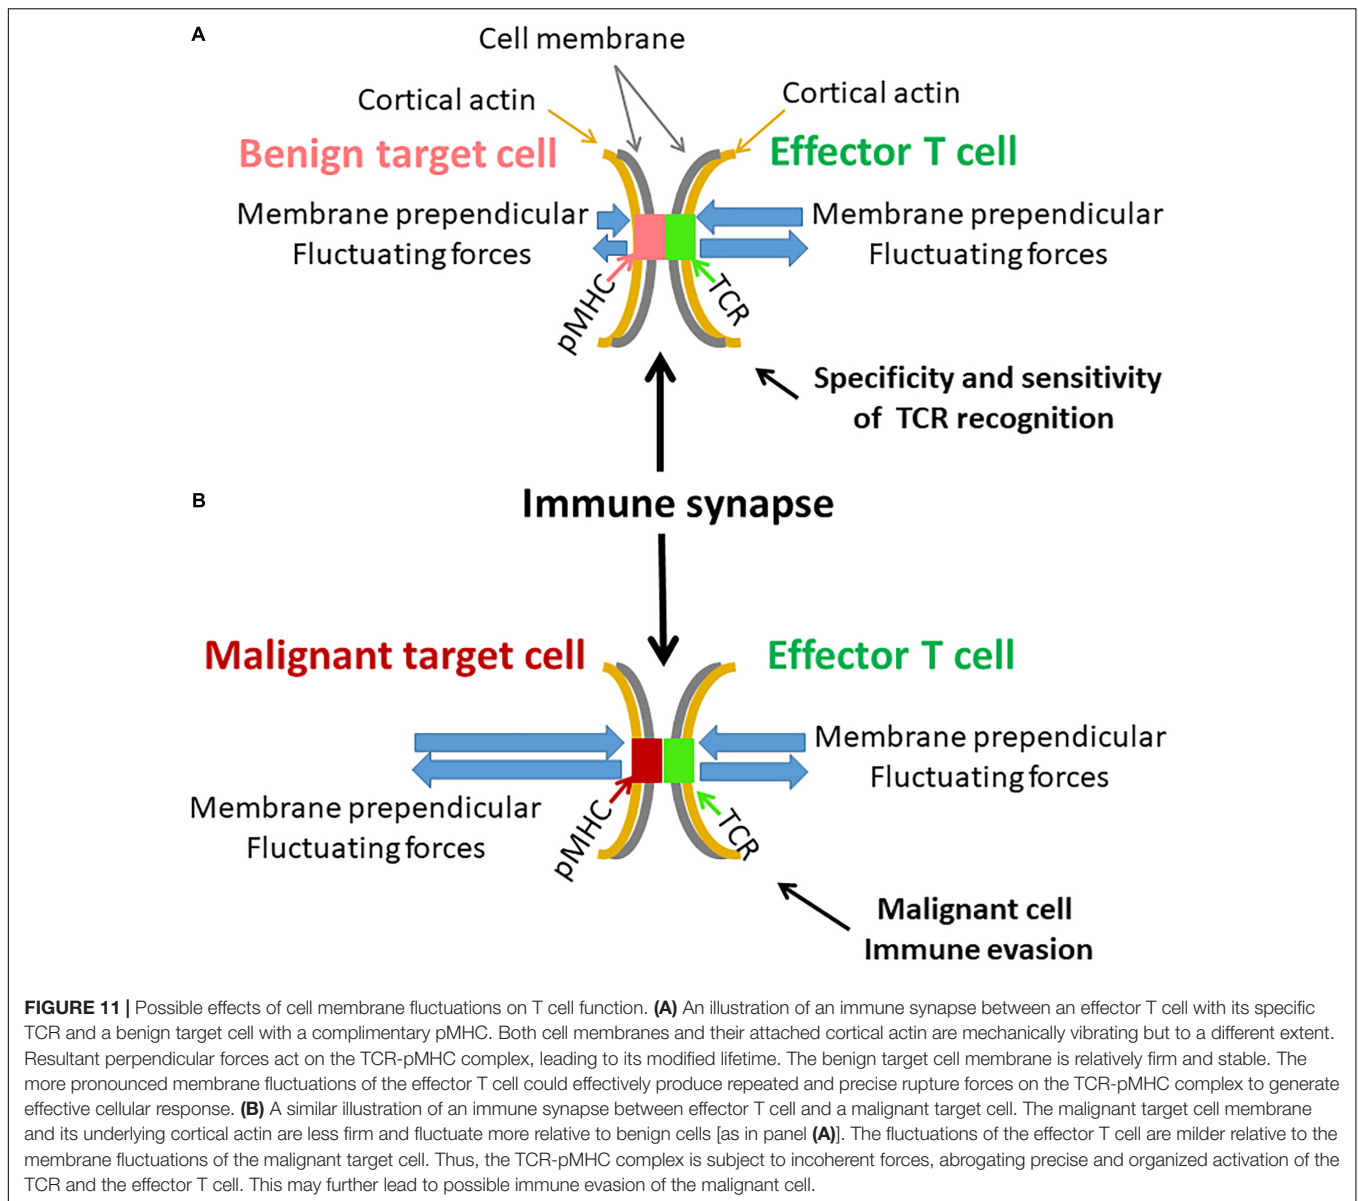 A
Cell membrane
Cortical actin
Cortical actin
Benign target cell
Effector T cell
Membrane prependicular
Fluctuating forces
Membrane prependicular
Fluctuating forces
pMHC
TCR
Specificity and sensitivity
of TCR recognition
B
Immune synapse
Malignant target cell
Effector T cell
Membrane prependicular
Fluctuating forces
Membrane prependicular
Fluctuating forces
pMHC
TCR
Malignant cell
Immune evasion
FIGURE 11 | Possible effects of cell membrane fluctuations on T cell function. (A) An illustration of an immune synapse between an effector T cell with its specific
TCR and a benign target cell with a complimentary pMHC. Both cell membranes and their attached cortical actin are mechanically vibrating but to a different extent.
Resultant perpendicular forces act on the TCR-pMHC complex, leading to its modified lifetime. The benign target cell membrane is relatively firm and stable. The
more pronounced membrane fluctuations of the effector T cell could effectively produce repeated and precise rupture forces on the TCR-pMHC complex to generate
effective cellular response. (B) A similar illustration of an immune synapse between effector T cell and a malignant target cell. The malignant target cell membrane
and its underlying cortical actin are less firm and fluctuate more relative to benign cells [as in panel (A)]. The fluctuations of the effector T cell are milder relative to the
membrane fluctuations of the malignant target cell. Thus, the TCR-pMHC complex is subject to incoherent forces, abrogating precise and organized activation of the
TCR and the effector T cell. This may further lead to possible immune evasion of the malignant cell.